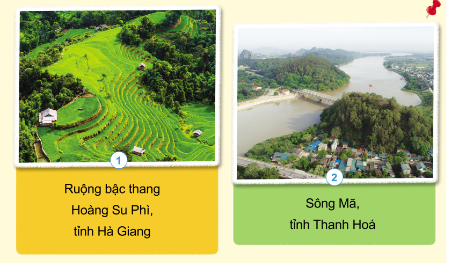 1
Ruộng bậc thang
Hoàng Su Phì,
tỉnh Hà Giang
2
Sông Mã,
tỉnh Thanh Hoá